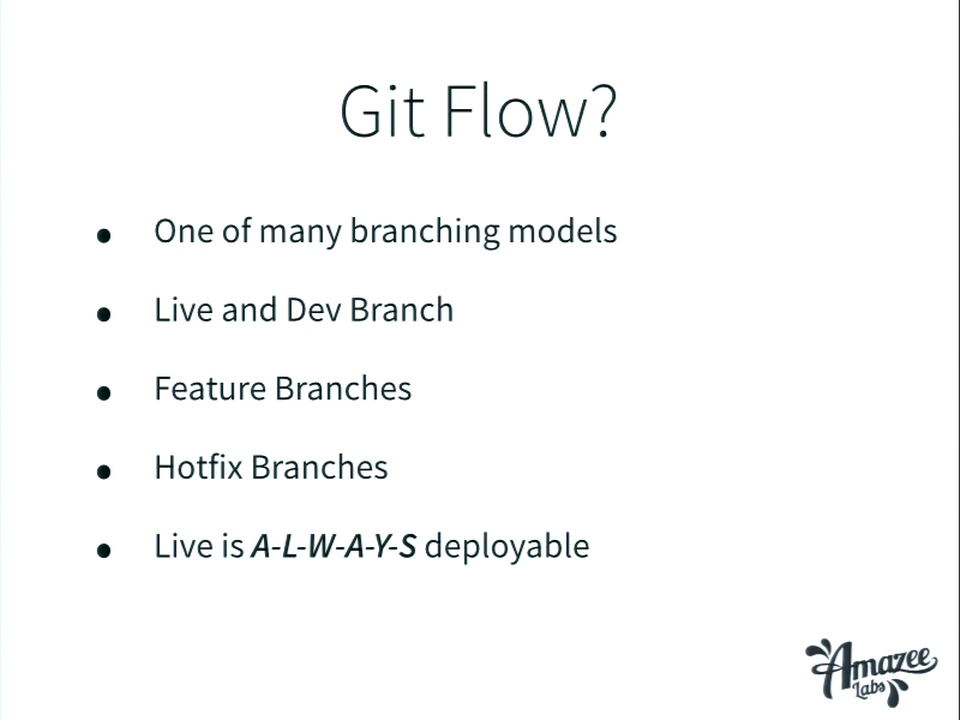 Git Flow?
One of many branching models
Live and Dev Branch
Feature Branches
Hotfix Branches
Live is A-L-W-A-Y-S deployable
Amazee
Labs